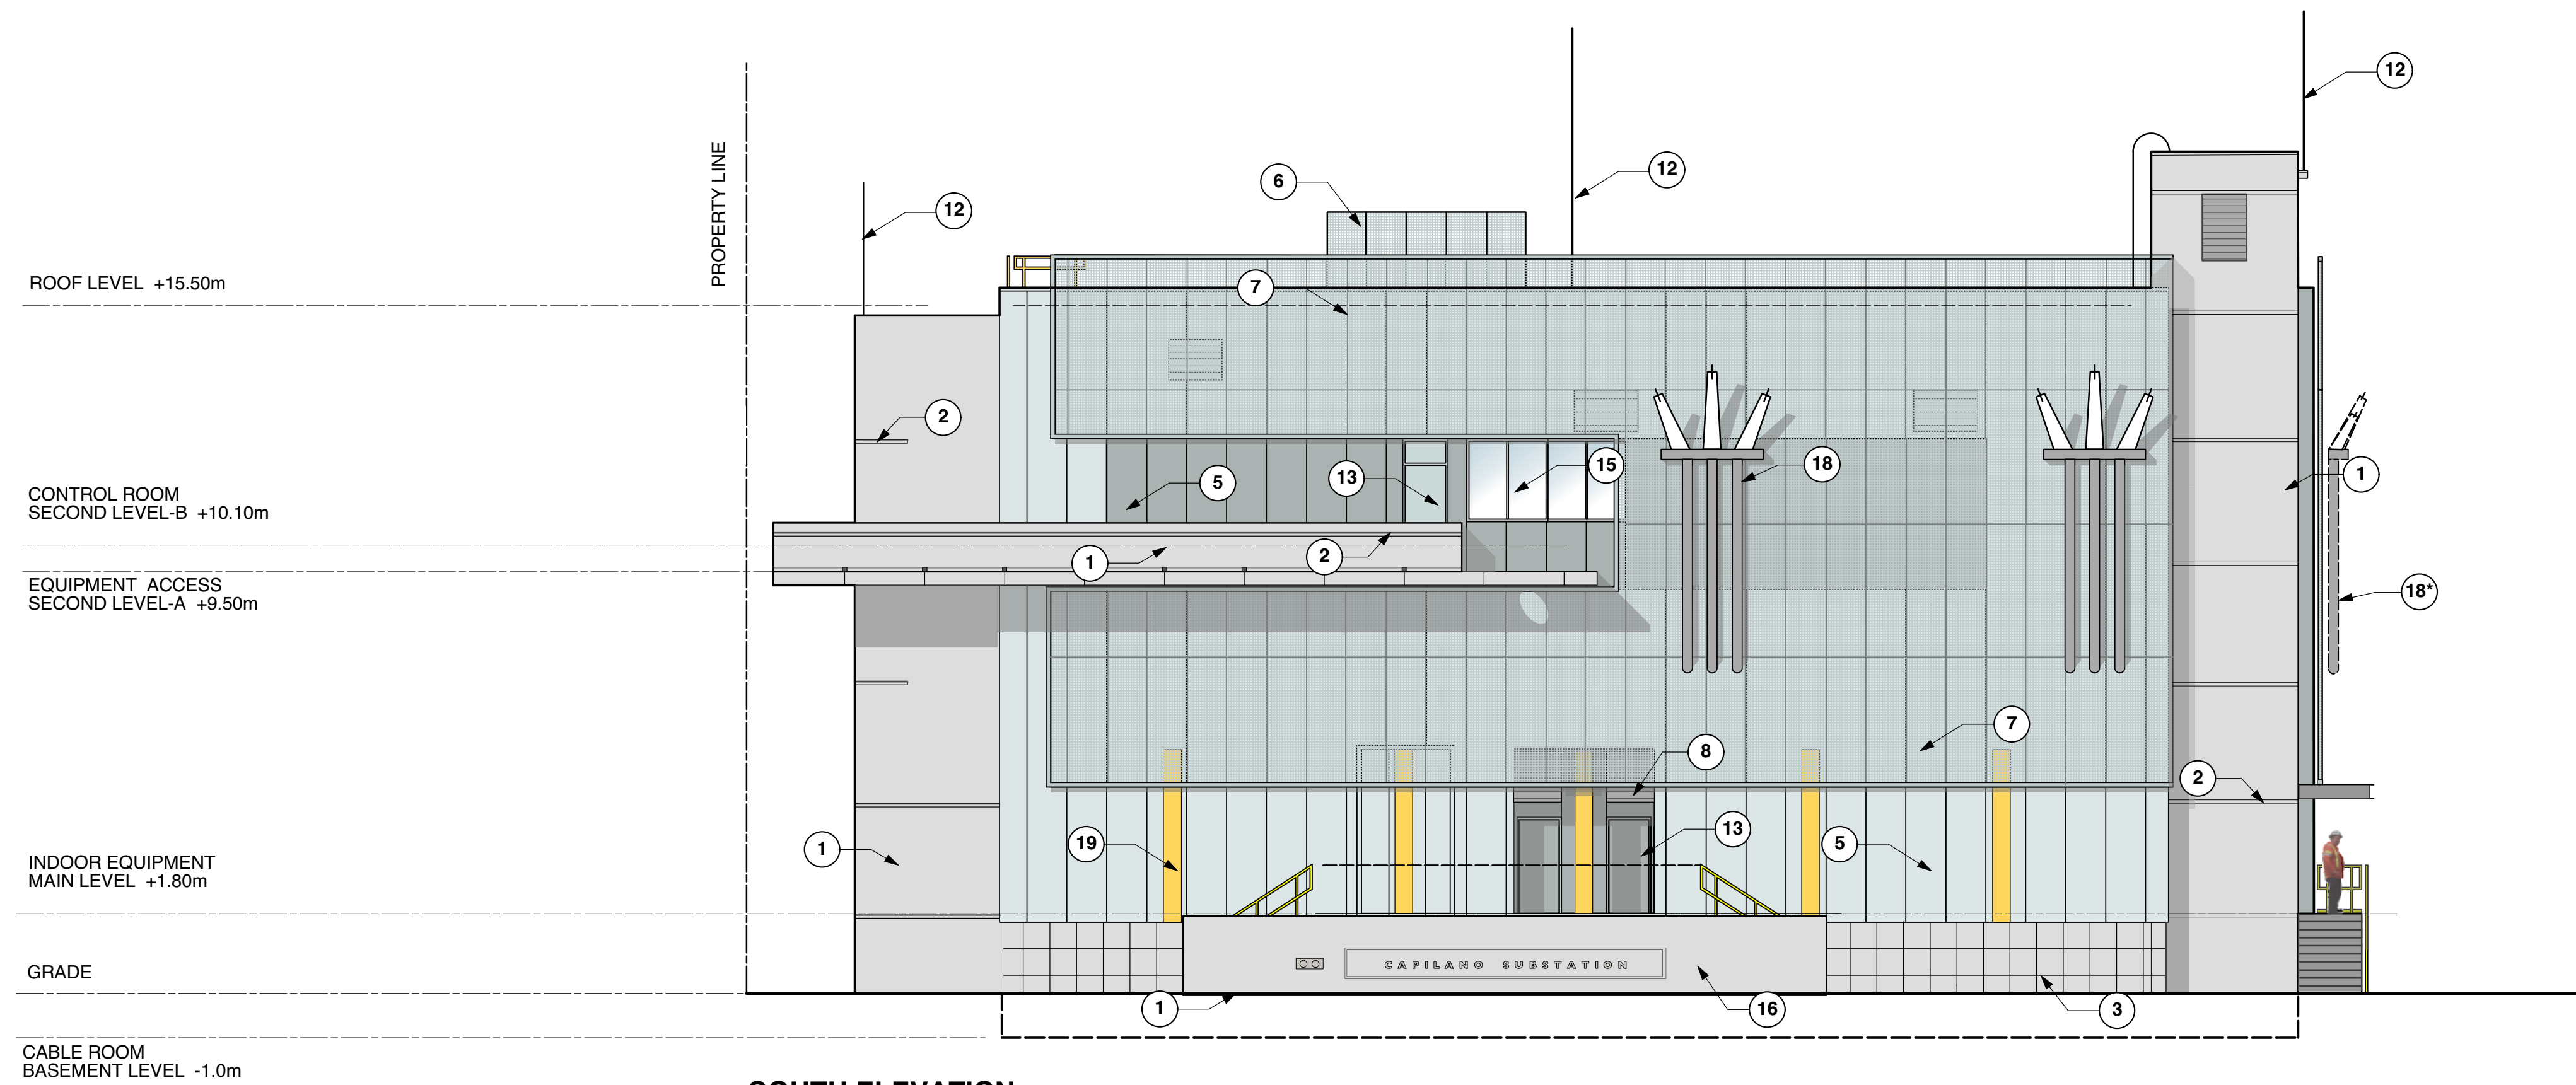 12
PROPERTY LINE
6
12
12
ROOF LEVEL +15.50m
7
2
CONTROL ROOM
SECOND LEVEL-B +10.10m
5
13
15
18
1
1
2
EQUIPMENT ACCESS
SECOND LEVEL-A +9.50m
18*
7
8
2
19
13
5
1
INDOOR EQUIPMENT
MAIN LEVEL +1.80m
GRADE
CAPILANO SUBSTATION
1
16
3
CABLE ROOM
BASEMENT LEVEL -1.0m
SOUTH ELEVATION